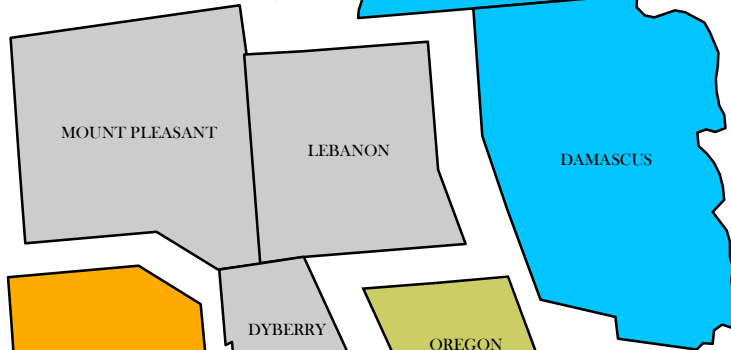 MOUNT PLEASANT
LEBANON
DAMASCUS
DYBERRY
OREGON